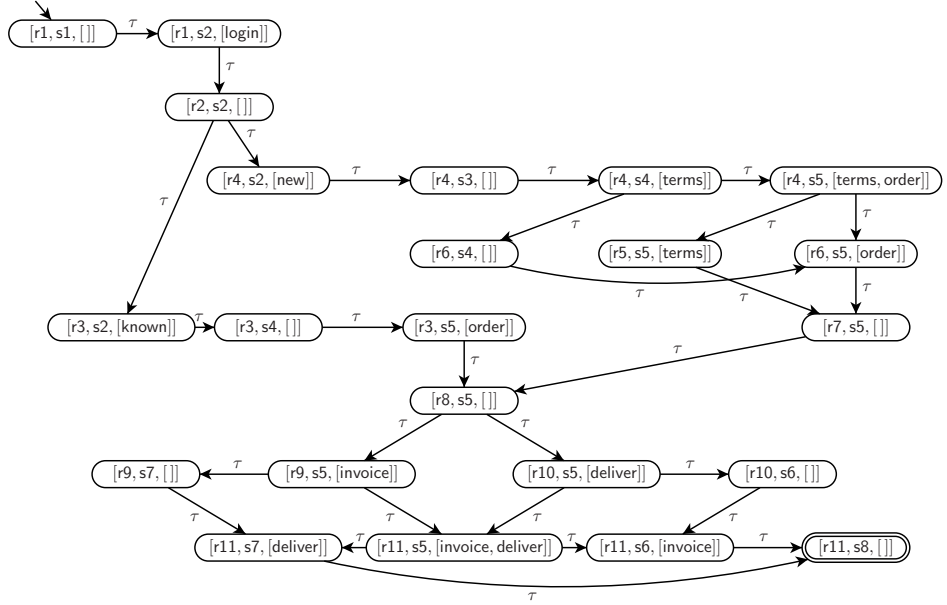 [r1, s1, [ ]] τ [r1, s2, [login]]
τ
[r2, s2, [ ]]
τ
τ [r4, s2, [new]] τ [r4, s3, [ ]] τ [r4, s4, [terms]] τ [r4, s5, [terms, order]]
τ τ τ
[r6, s4, [ ]] [r5, s5, [terms]] [r6, s5, [order]]
τ τ τ
[r3, s2, [known]] τ [r3, s4, [ ]] τ [r3, s5, [order]] [r7, s5, [ ]]
τ τ
[r8, s5, [ ]]
τ τ
[r9, s7, [ ]] τ [r9, s5, [invoice]] [r10, s5, [deliver]] τ [r10, s6, [ ]]
τ τ τ τ
[r11, s7, [deliver]] τ [r11, s5, [invoice, deliver]] τ [r11, s6, [invoice]] τ [r11, s8, [ ]]
τ